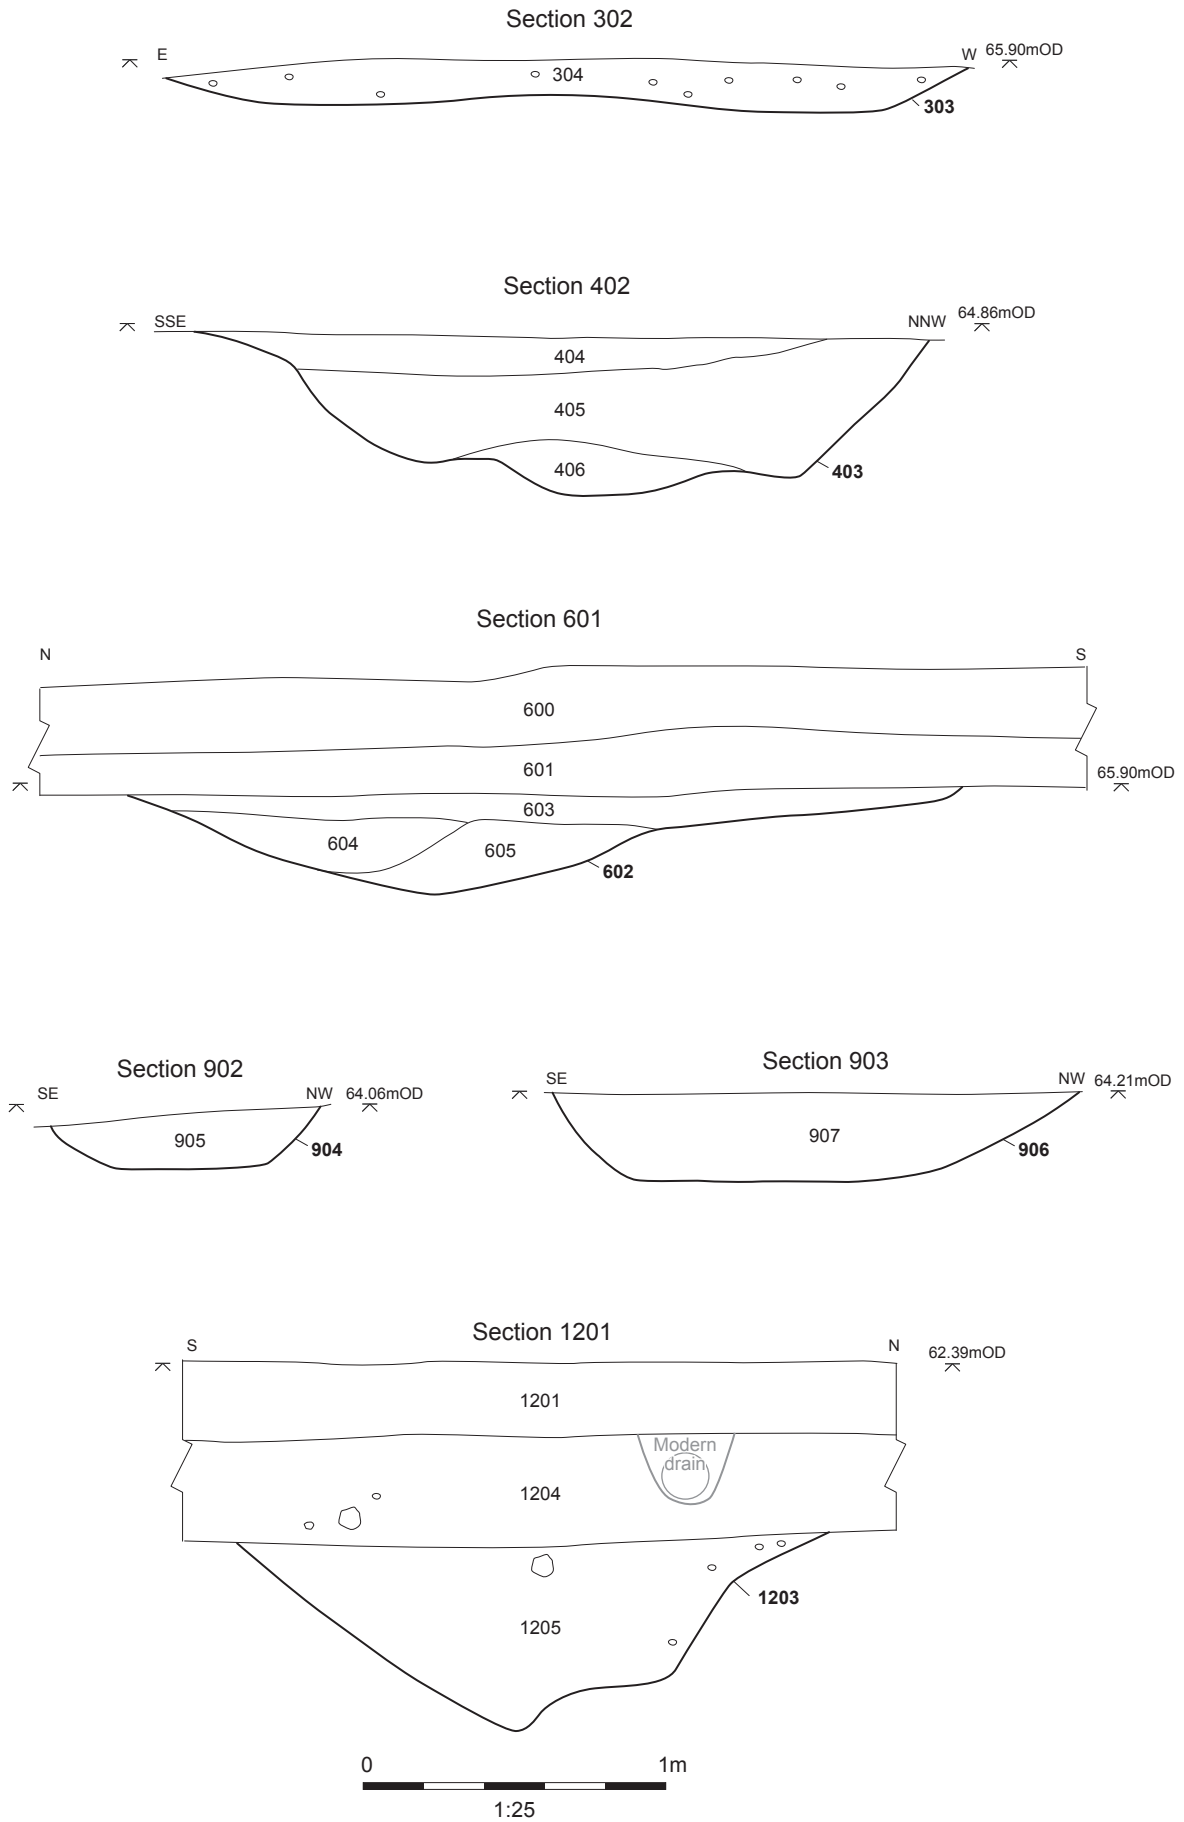 Section 302
E
W
65.90mOD
304
303
Section 402
SSE
NNW
64.86mOD
404
405
406
403
Section 601
N
S
600
601
65.90mOD
603
604
605
602
Section 902
SE
NW
64.06mOD
905
904
Section 903
SE
NW
64.21mOD
907
906
Section 1201
S
N
62.39mOD
1201
Modern
drain
1204
1203
1205
0
1m
1:25